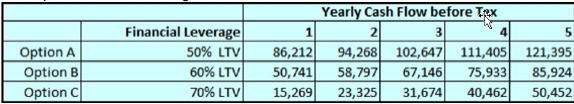 Yearly Cash Flow before Tax
Financial Leverage 1 2 3 4 5
Option A 50% LTV 86,212 94,268 102,647 111,405 121,395
Option B 60% LTV 50,741 58,797 67,146 75,933 85,924
Option C 70% LTV 15,269 23,325 31,674 40,462 50,452